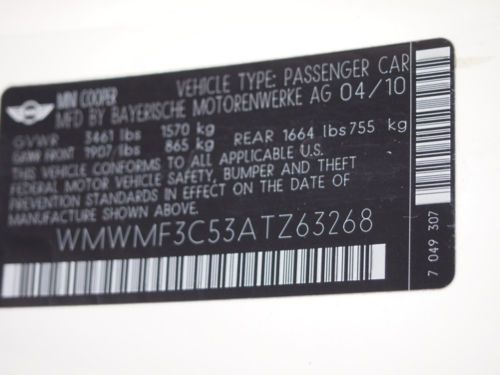 MINI COOPER VEHICLE TYPE: PASSENGER CAR
MFD BY BAYERISCHE MOTORENWERKE AG 04/10
GVWR 3461 lbs 1570 kg
GAWR FRONT 1907/lbs 865 kg REAR 1664 lbs 755 kg
THIS VEHICLE CONFORMS TO ALL APPLICABLE U.S.
FEDERAL MOTOR VEHICLE SAFETY, BUMPER AND THEFT
PREVENTION STANDARDS IN EFFECT ON THE DATE
OF MANUFACTURE SHOWN ABOVE.
WMWMF3C53ATZ63268
7 049 307